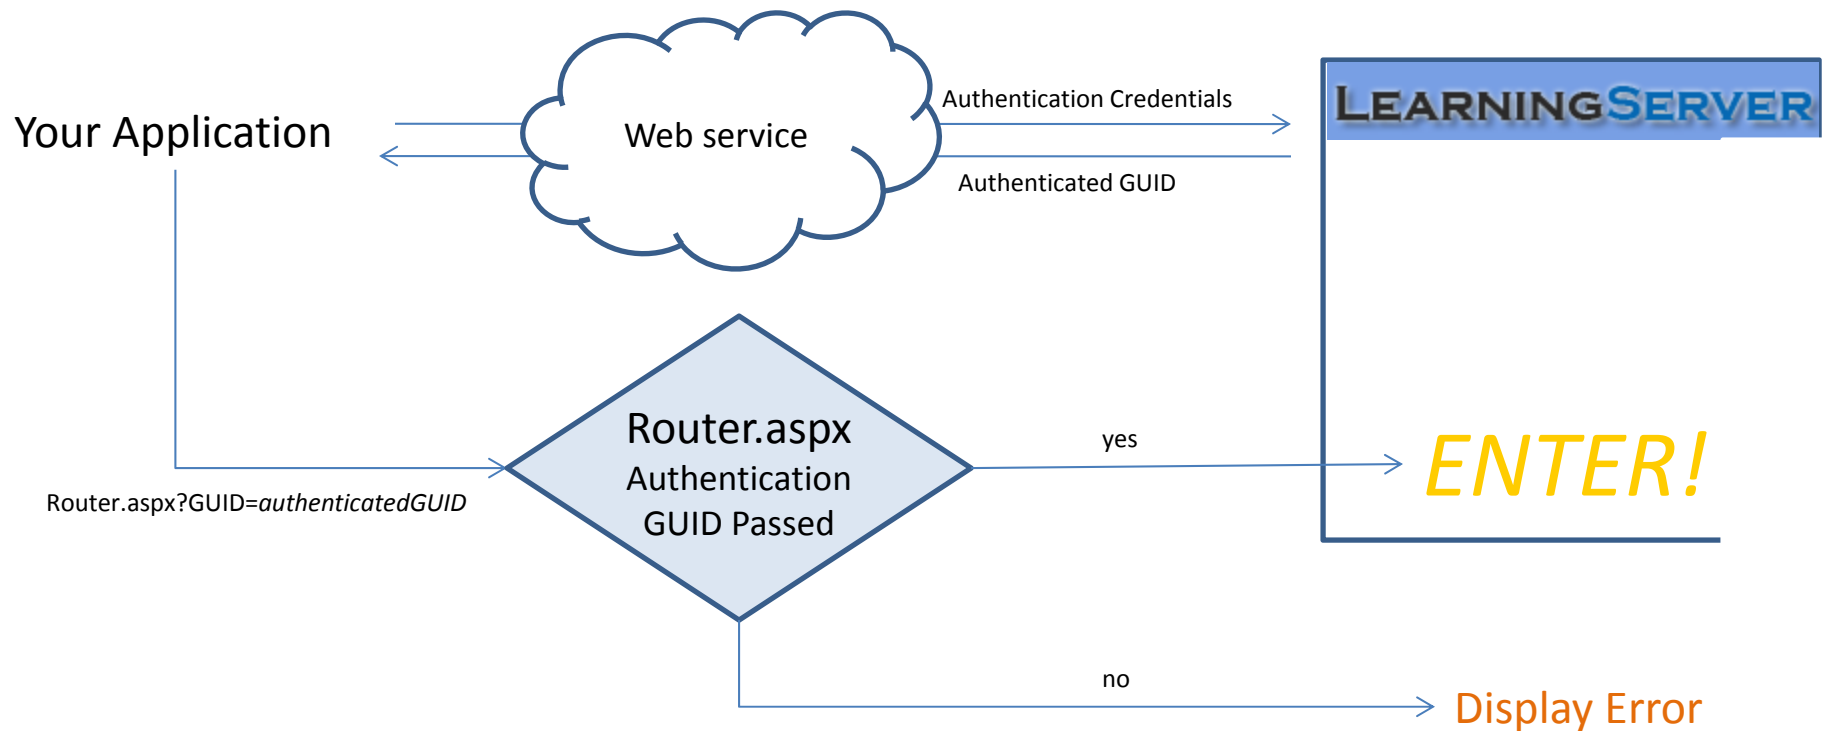 Your Application
Web service
Authentication Credentials
Authenticated GUID
LEARNINGSERVER
Router.aspx?GUID=authenticatedGUID
Router.aspx
Authentication
GUID Passed
yes
ENTER!
no
Display Error